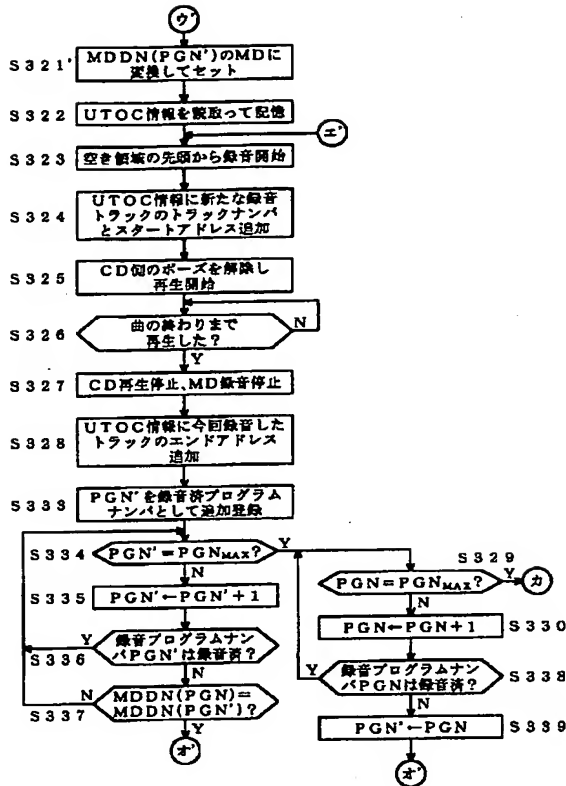 ウ'
S321' MDDN(PGN')のMDに
変換してセット
S322 UTOC情報を読取って記憶
エ'
S323 空き領域の先頭から録音開始
S324 UTOC情報に新たな録音
トラックのトラックナンバ
とスタートアドレス追加
S325 CD側のポーズを解除し
再生開始
S326 曲の終わりまで
再生した?
N
Y
S327 CD再生停止、MD録音停止
S328 UTOC情報に今回録音した
トラックのエンドアドレス
追加
S333 PGN'を録音済プログラム
ナンバとして追加登録
S334 PGN'=PGNMAX?
Y
N
S335 PGN'←PGN'+1
S336 録音プログラムナン
バPGN'は録音済?
Y
N
S337 MDDN(PGN)=
MDDN(PGN')?
N
Y
オ'
S329
PGN=PGNMAX?
Y
カ
N
PGN←PGN+1 S330
録音プログラムナン
バPGNは録音済?
S338
Y
N
PGN'←PGN S339
オ'